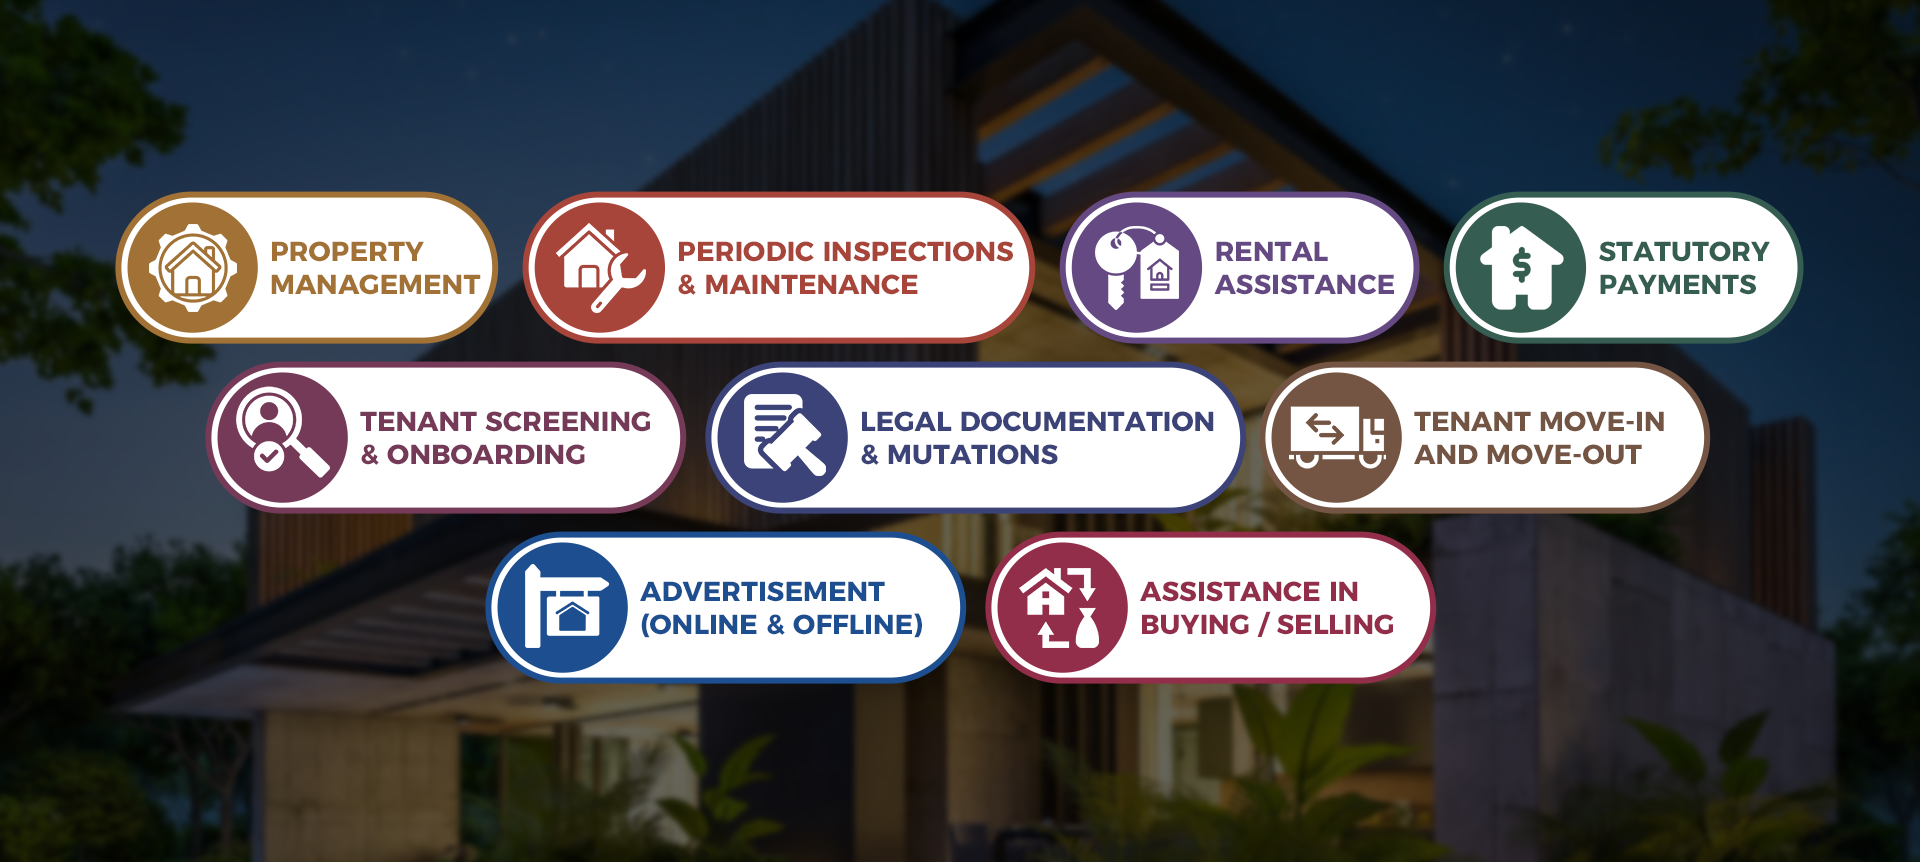 PROPERTY
MANAGEMENT
PERIODIC INSPECTIONS
& MAINTENANCE
RENTAL
ASSISTANCE
$
STATUTORY
PAYMENTS
TENANT SCREENING
& ONBOARDING
LEGAL DOCUMENTATION
& MUTATIONS
TENANT MOVE-IN
AND MOVE-OUT
ADVERTISEMENT
(ONLINE & OFFLINE)
ASSISTANCE IN
BUYING / SELLING